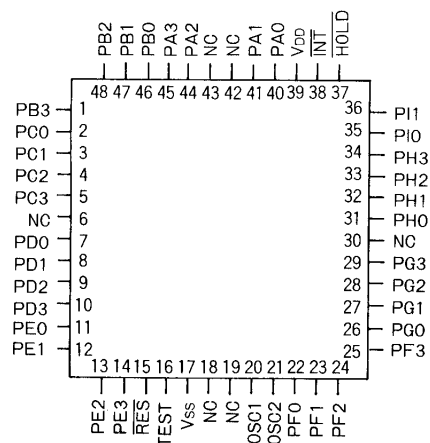 PB2 PB1 PB0 PA3 PA2 NC NC PA1 PA0 VDD INT HOLD
48 47 46 45 44 43 42 41 40 39 38 37
PB3 1
PC0 2
PC1 3
PC2 4
PC3 5
NC 6
PD0 7
PD1 8
PD2 9
PD3 10
PE0 11
PE1 12
36 PI1
35 PI0
34 PH3
33 PH2
32 PH1
31 PH0
30 NC
29 PG3
28 PG2
27 PG1
26 PG0
25 PF3
13 14 15 16 17 18 19 20 21 22 23 24
PE2 PE3 RES TEST VSS NC NC OSC1 OSC2 PF0 PF1 PF2